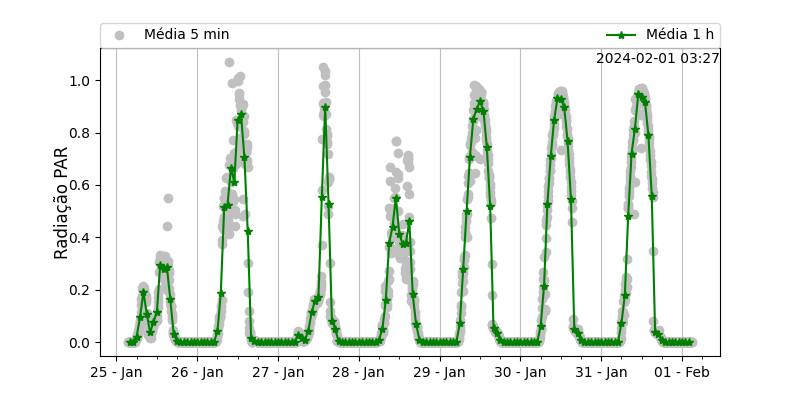 Média 5 min
Média 1 h
2024-02-01 03:27
Radiação PAR
1.0
0.8
0.6
0.4
0.2
0.0
25 - Jan
26 - Jan
27 - Jan
28 - Jan
29 - Jan
30 - Jan
31 - Jan
01 - Feb